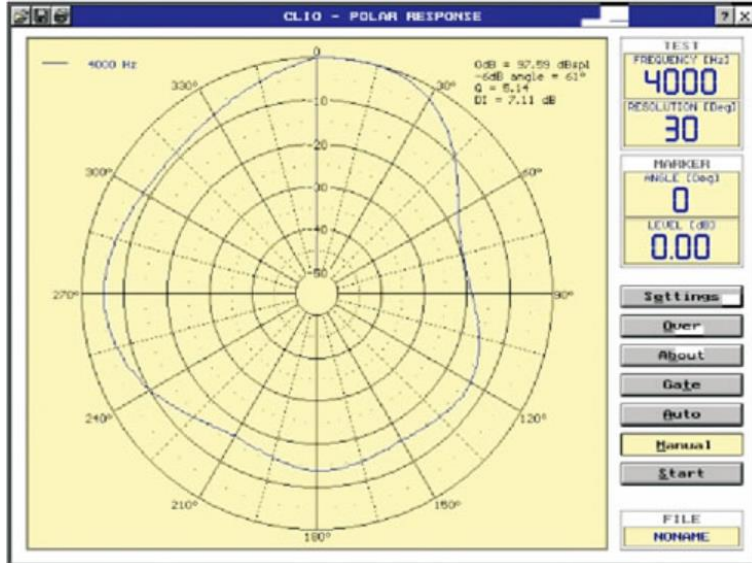 CLIO - POLAR RESPONSE
? X
4000 Hz
0dB = 97.59 dBspl
-6dB angle = 61°
Q = 5.14
DI = 7.11 dB
0
-10
-20
-30
-40
-50
30°
60°
90°
120°
150°
180°
210°
240°
270°
300°
330°
TEST
FREQUENCY [Hz]
4000
RESOLUTION [Deg]
30
MARKER
ANGLE [Deg]
0
LEVEL [dB]
0.00
Settings
Over
About
Gate
Auto
Manual
Start
FILE
NONAME